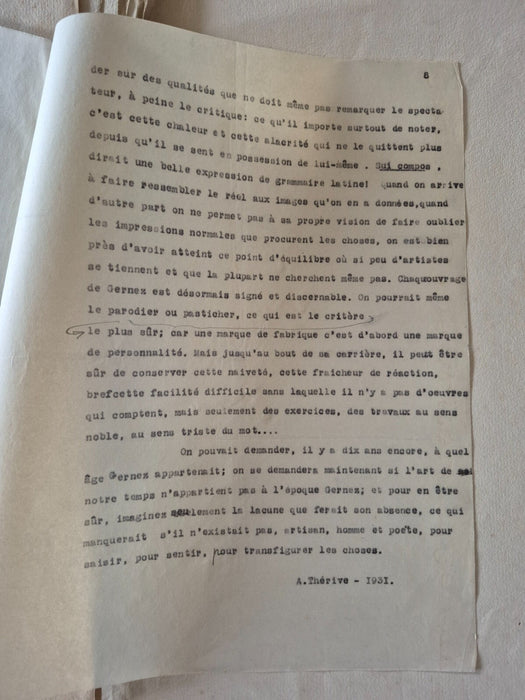 8
der sur des qualités que ne doit même pas remarquer le specta
teur, à peine le critique: ce qu'il importe surtout de noter,
c'est cette chaleur et cette alacrité qui ne le quittent plus
depuis qu'il se sent en possession de lui-même . Sui compos ,
dirait une belle expression de grammaire latine! quand on arrive
à faire ressembler le réel aux images qu'on en a données,quand
d'autre part on ne permet pas à sa propre vision de faire oublier
les impressions normales que procurent les choses, on est bien
près d'avoir atteint ce point d'équilibre où si peu d'artistes
se tiennent et que la plupart ne cherchent même pas. Chaquouvrage
de Gernez est désormais signé et discernable. On pourrait même
le parodier ou pasticher, ce qui est le critère
le plus sûr; car une marque de fabrique c'est d'abord une marque
de personnalité. Mais jusqu'au bout de sa carrière, il peut être
sûr de conserver cette naiveté, cette fraicheur de réaction,
brefcette facilité difficile sans laquelle il n'y a pas d'oeuvres
qui comptent, mais seulement des exercices, des travaux au sens
noble, au sens triste du mot....
On pouvait demander, il y a dix ans encore, à quel
âge Gernez appartenait; on se demandera maintenant si l'art de
notre temps n'appartient pas à l'époque Gernez; et pour en être
sûr, imaginez seulement la lacune que ferait son absence, ce qui
manquerait s'il n'existait pas, artisan, homme et poète, pour
saisir, pour sentir, pour transfigurer les choses.
A.Thérive - 1931.